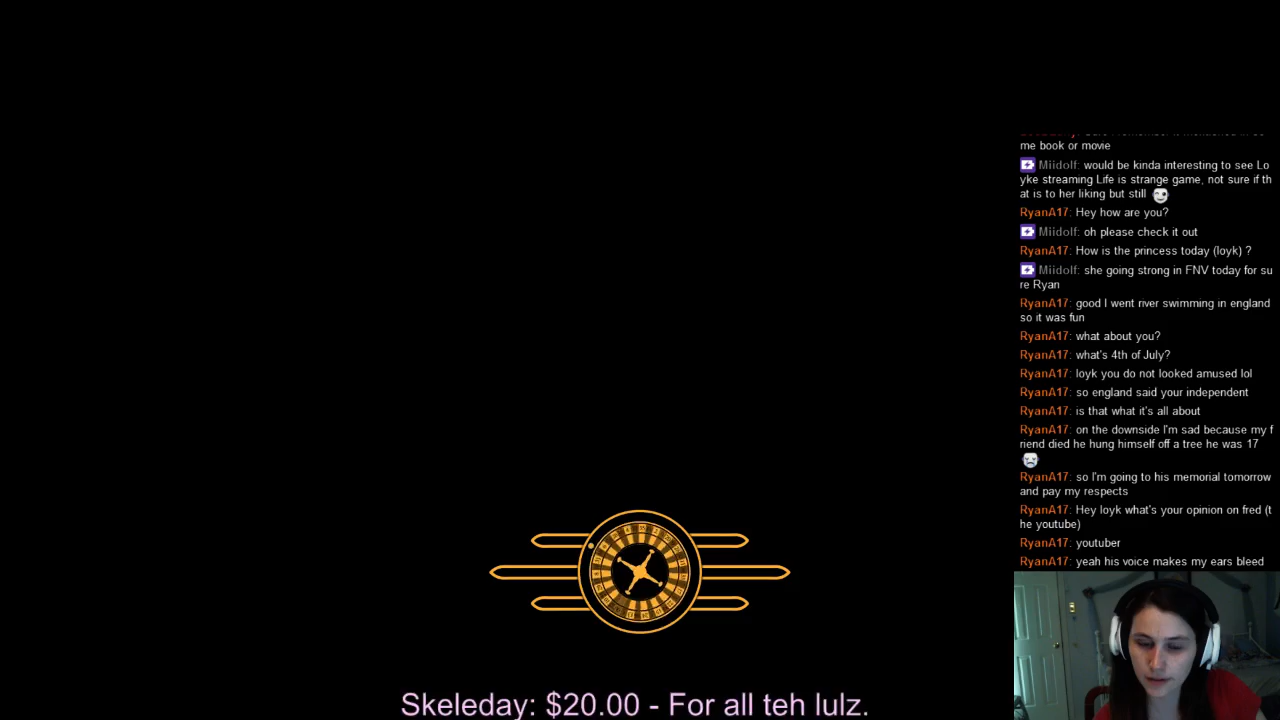 me book or movie
Miidolf: would be kinda interesting to see Lo
yke streaming Life is strange game, not sure if th
at is to her liking but still
RyanA17: Hey how are you?
Miidolf: oh please check it out
RyanA17: How is the princess today (loyk) ?
Miidolf: she going strong in FNV today for su
re Ryan
RyanA17: good I went river swimming in england
so it was fun
RyanA17: what about you?
RyanA17: what's 4th of July?
RyanA17: loyk you do not looked amused lol
RyanA17: so england said your independent
RyanA17: is that what it's all about
RyanA17: on the downside I'm sad because my f
riend died he hung himself off a tree he was 17
RyanA17: so I'm going to his memorial tomorrow
and pay my respects
RyanA17: Hey loyk what's your opinion on fred (t
he youtube)
RyanA17: youtuber
RyanA17: yeah his voice makes my ears bleed
Skeleday: $20.00 - For all teh lulz.